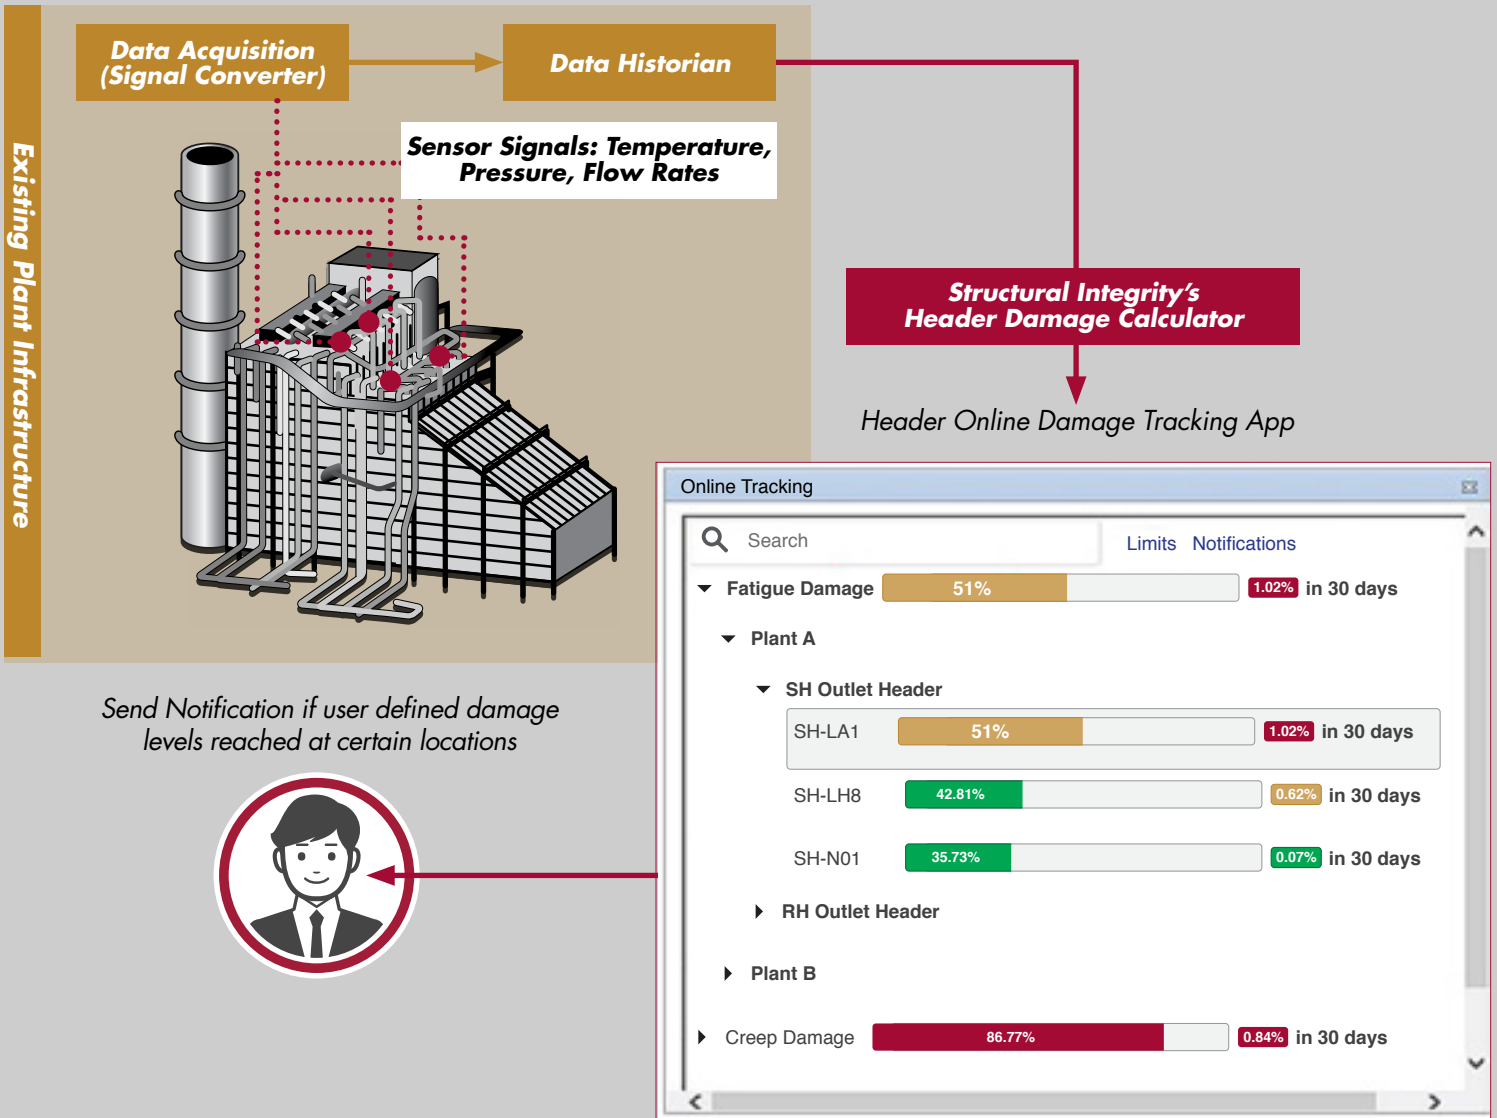 Data Acquisition
(Signal Converter)
Data Historian
Sensor Signals: Temperature,
Pressure, Flow Rates
Existing Plant Infrastructure
Structural Integrity’s
Header Damage Calculator
Header Online Damage Tracking App
Online Tracking
Search
Limits Notifications
Fatigue Damage 51% 1.02% in 30 days
Plant A
SH Outlet Header
SH-LA1 51% 1.02% in 30 days
SH-LH8 42.81% 0.62% in 30 days
SH-N01 35.73% 0.07% in 30 days
RH Outlet Header
Plant B
Creep Damage 86.77% 0.84% in 30 days
Send Notification if user defined damage
levels reached at certain locations